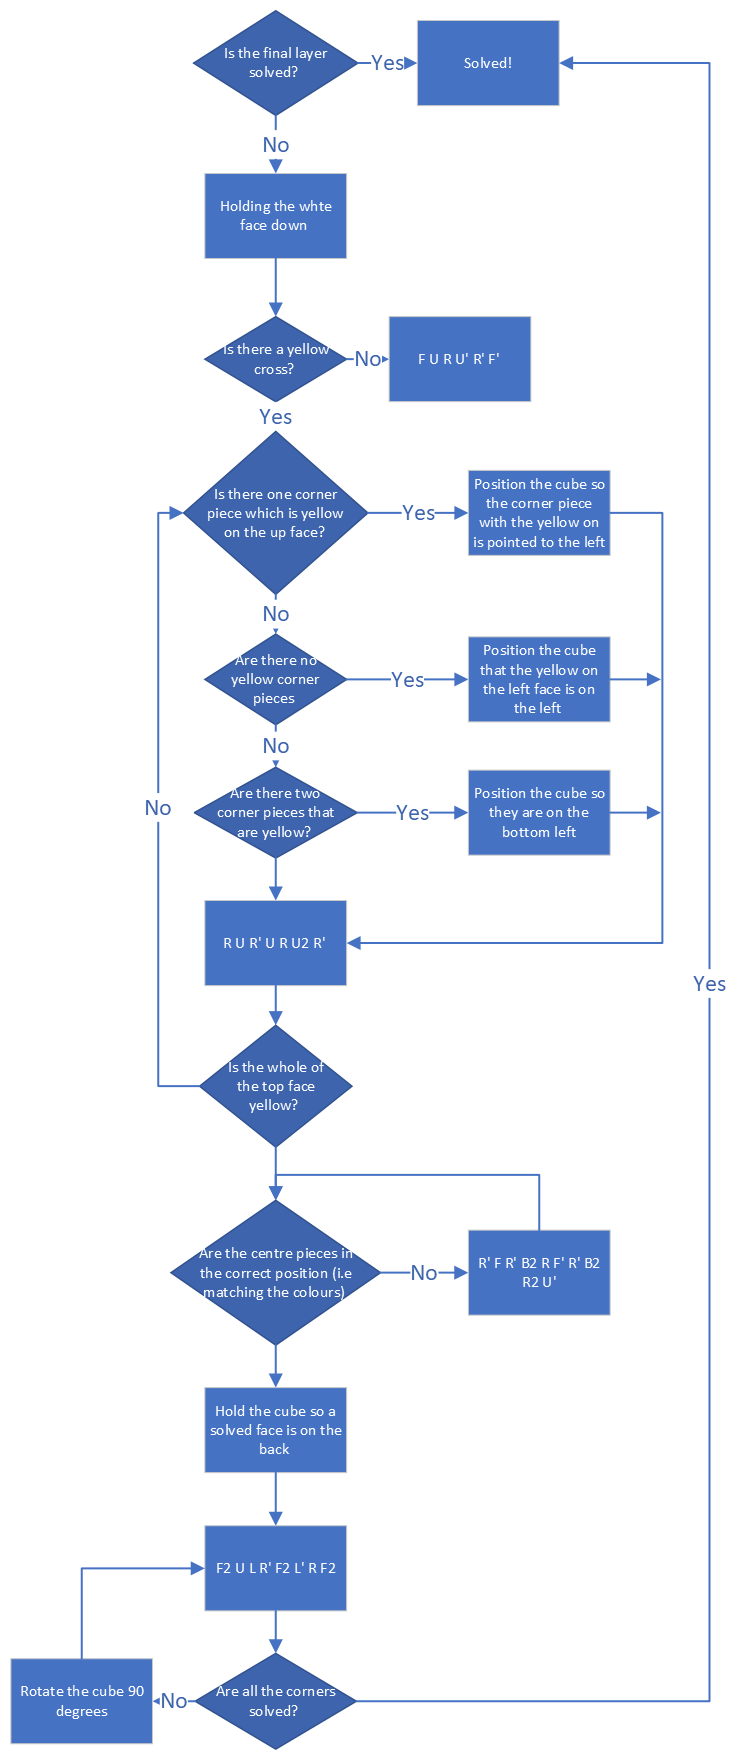 Is the final layer
solved?
Yes
Solved!
No
Holding the whte
face down
Is there a yellow
cross?
No
F U R U' R' F'
Yes
Is there one corner
piece which is yellow
on the up face?
Yes
Position the cube so
the corner piece
with the yellow on
is pointed to the left
No
Are there no
yellow corner
pieces
Yes
Position the cube
that the yellow on
the left face is on
the left
No
Are there two
corner pieces that
are yellow?
Yes
Position the cube so
they are on the
bottom left
No
R U R' U R U2 R'
Yes
Is the whole of
the top face
yellow?
Are the centre pieces in
the correct position (i.e
matching the colours)
No
R' F R' B2 R F' R' B2
R2 U'
Hold the cube so a
solved face is on the
back
F2 U L R' F2 L' R F2
Rotate the cube 90
degrees
No
Are all the corners
solved?